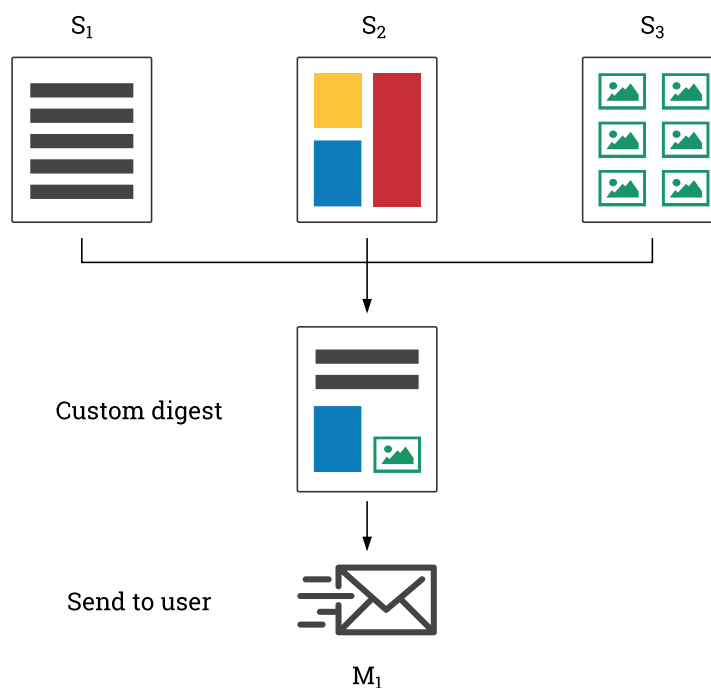 S₁
S₂
S₃
Custom digest
Send to user
M₁